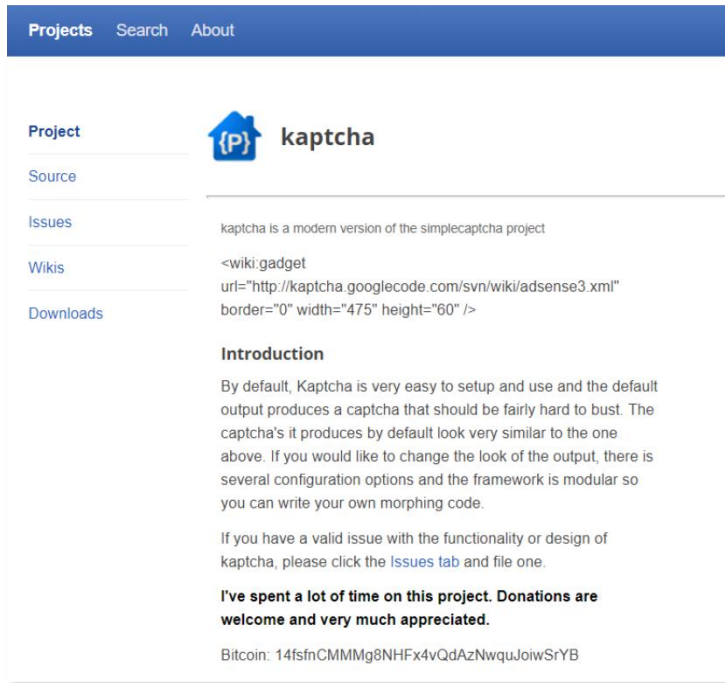 Projects Search About
Project
Source
Issues
Wikis
Downloads
{P} kaptcha
kaptcha is a modern version of the simplecaptcha project
<wiki:gadget
url="http://kaptcha.googlecode.com/svn/wiki/adsense3.xml"
border="0" width="475" height="60" />
Introduction
By default, Kaptcha is very easy to setup and use and the default
output produces a captcha that should be fairly hard to bust. The
captcha's it produces by default look very similar to the one
above. If you would like to change the look of the output, there is
several configuration options and the framework is modular so
you can write your own morphing code.
If you have a valid issue with the functionality or design of
kaptcha, please click the Issues tab and file one.
I've spent a lot of time on this project. Donations are
welcome and very much appreciated.
Bitcoin: 14fsfnCMMMg8NHFx4vQdAzNwquJoiwSrYB